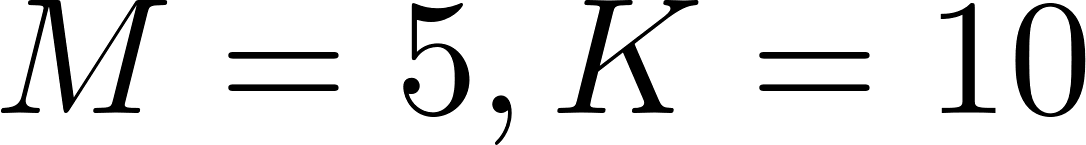 M = 5, K = 10